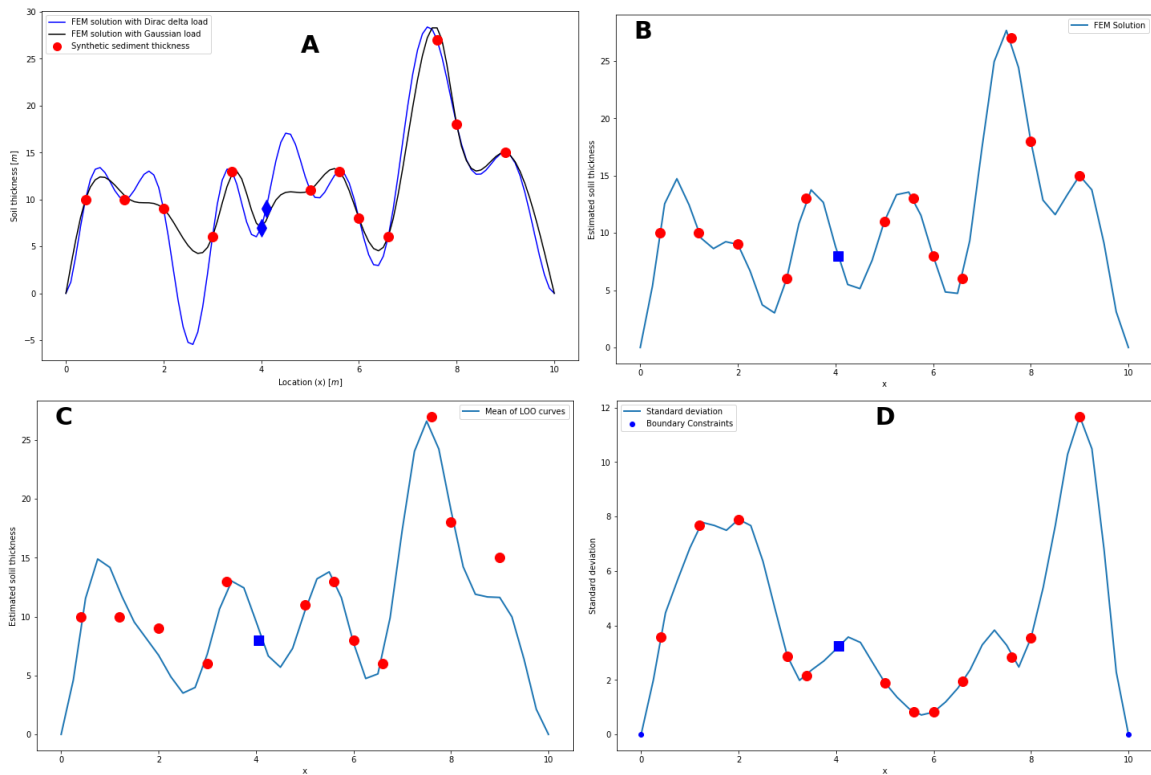 FEM solution with Dirac delta load
FEM solution with Gaussian load
Synthetic sediment thickness
A
30
25
20
15
10
5
0
−5
Soil thickness [m]
0 2 4 6 8 10
Location (x) [m]
B
FEM Solution
25
20
15
10
5
0
Estimated solil thickness
0 2 4 6 8 10
x
C
Mean of LOO curves
25
20
15
10
5
0
Estimated solil thickness
0 2 4 6 8 10
x
Standard deviation
Boundary Constraints
D
12
10
8
6
4
2
0
Standard deviation
0 2 4 6 8 10
x